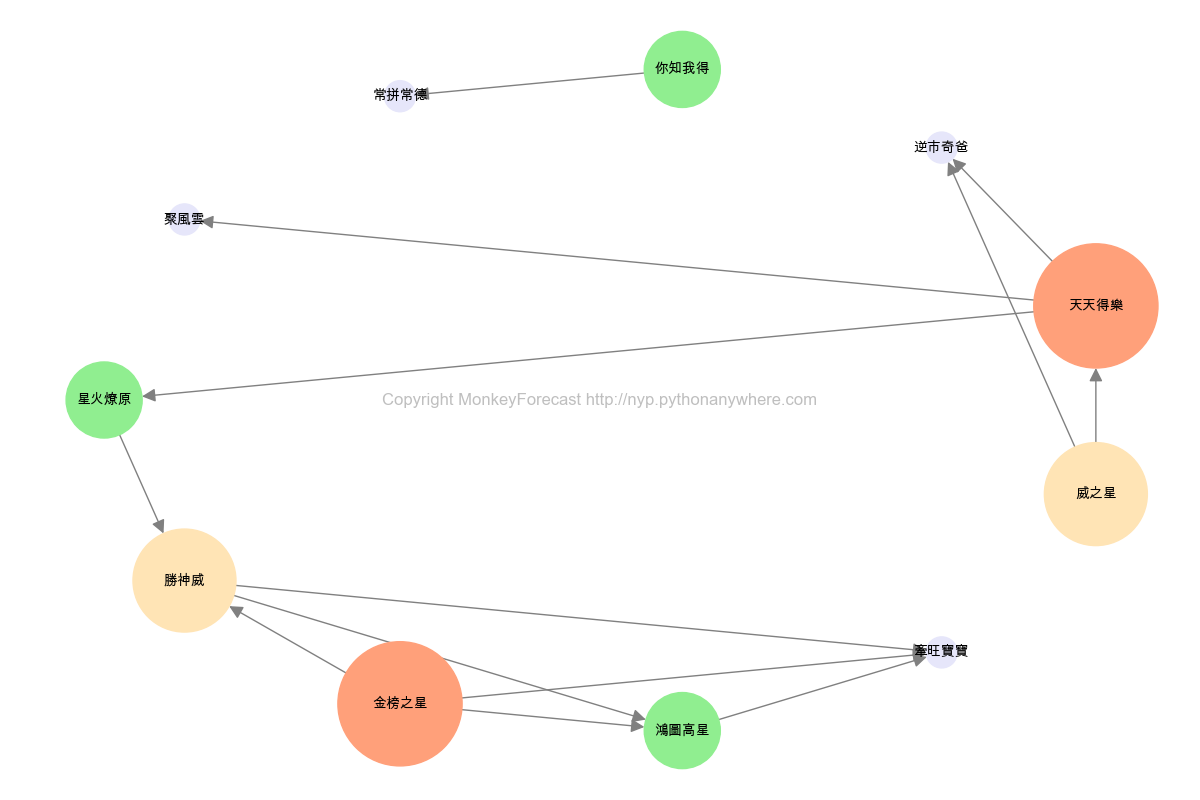 你知我得
常拼常德
逆市奇爸
聚風雲
天天得樂
星火燎原
Copyright MonkeyForecast http://nyp.pythonanywhere.com
威之星
勝神威
牽旺寶寶
金榜之星
鴻圖高星